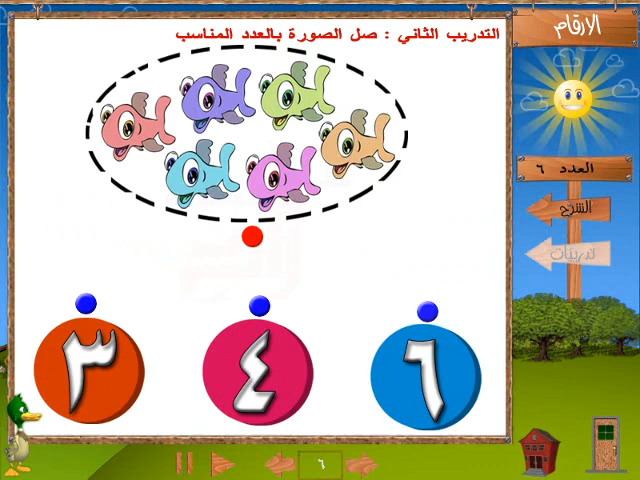 الارقام
التدريب الثاني : صل الصورة بالعدد المناسب
العدد ٦
الشرح
تدريبات
٣ ٤ ٦
٦